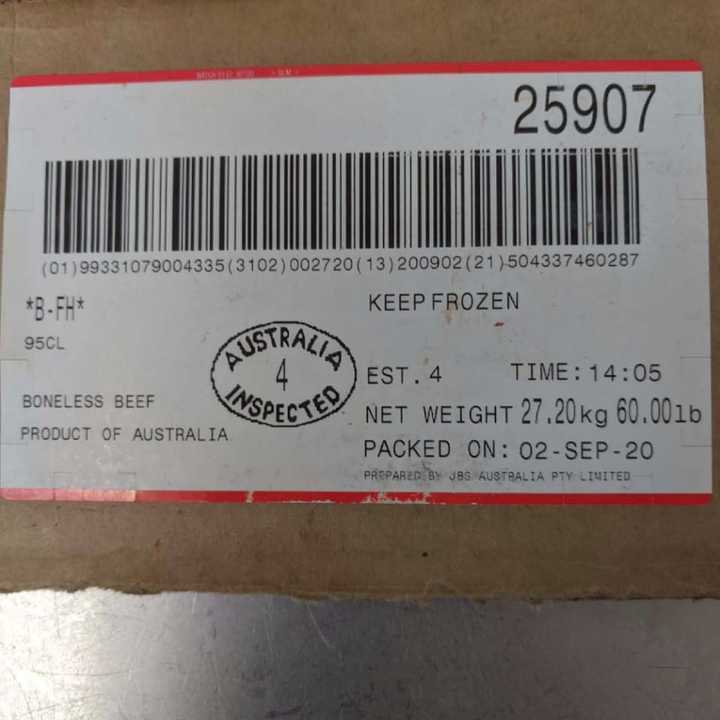 25907
(01)99331079004335(3102)002720(13)200902(21)504337460287
*B-FH*
KEEP FROZEN
95CL
AUSTRALIA
4
INSPECTED
EST. 4 TIME: 14:05
BONELESS BEEF
NET WEIGHT 27.20kg 60.00lb
PRODUCT OF AUSTRALIA
PACKED ON: 02-SEP-20
PREPARED BY JBS AUSTRALIA PTY LIMITED